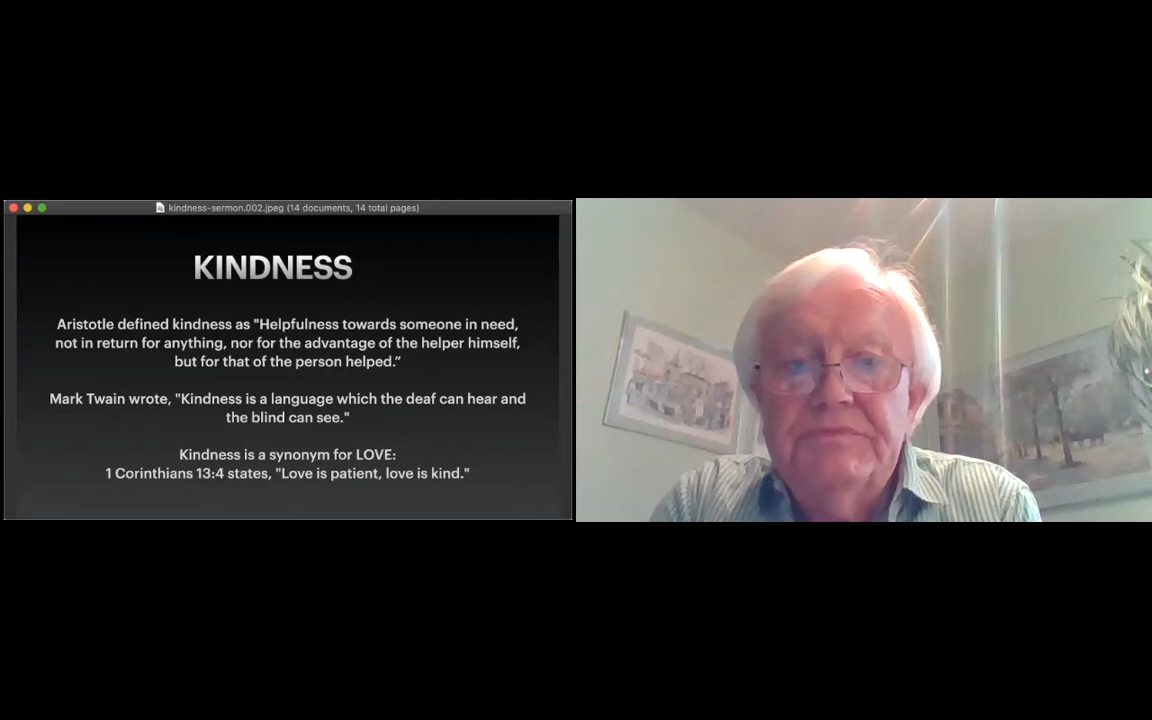 kindness-sermon.002.jpeg (14 documents, 14 total pages)
KINDNESS
Aristotle defined kindness as "Helpfulness towards someone in need,
not in return for anything, nor for the advantage of the helper himself,
but for that of the person helped.”
Mark Twain wrote, "Kindness is a language which the deaf can hear and
the blind can see."
Kindness is a synonym for LOVE:
1 Corinthians 13:4 states, "Love is patient, love is kind."